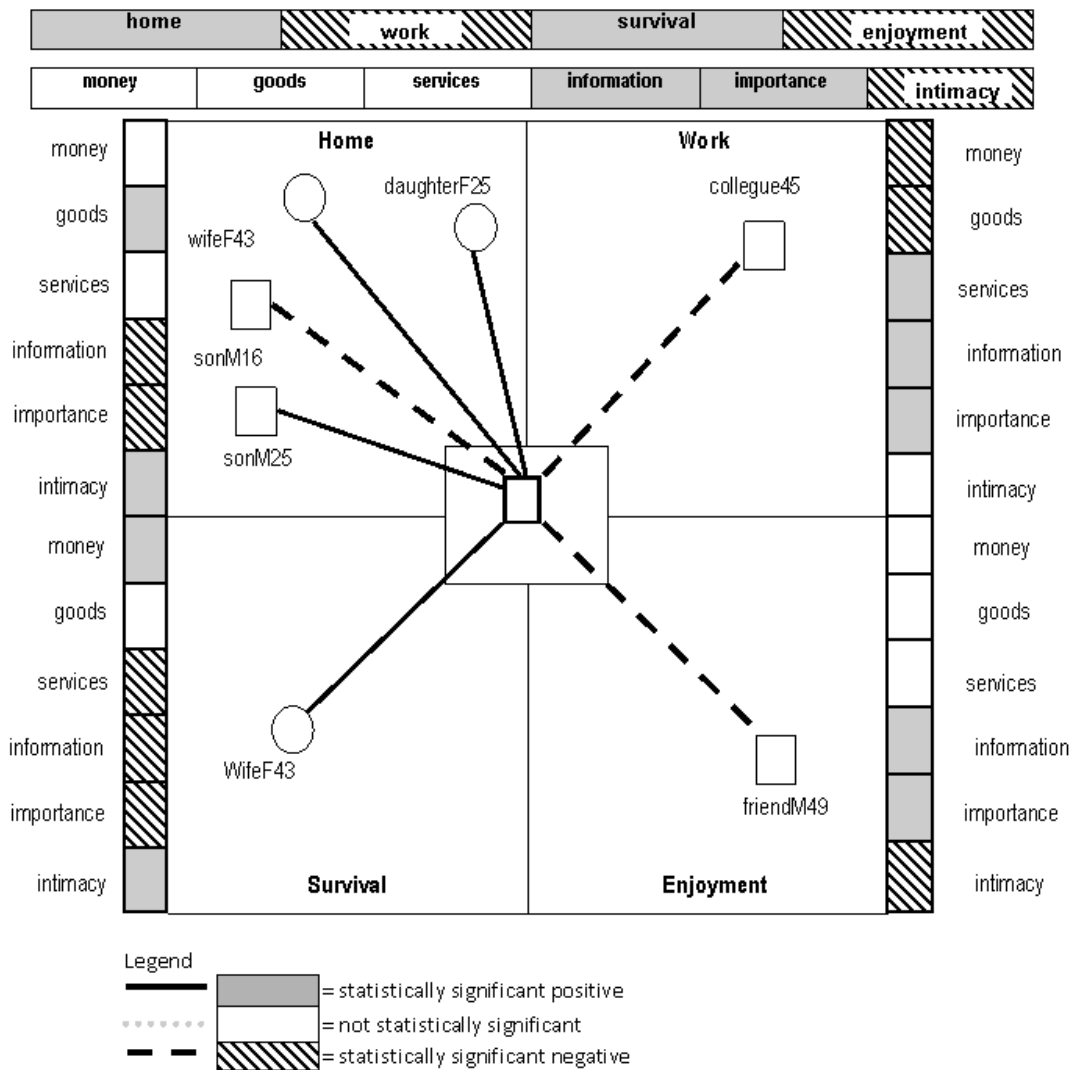 home work survival enjoyment
money goods services information importance intimacy
Home Work
money
goods
services
information
importance
intimacy
money
goods
services
information
importance
intimacy
daughterF25
wifeF43
sonM16
sonM25
collegue45
WifeF43
friendM49
money
goods
services
information
importance
intimacy
money
goods
services
information
importance
intimacy
Survival Enjoyment
Legend
= statistically significant positive
= not statistically significant
= statistically significant negative